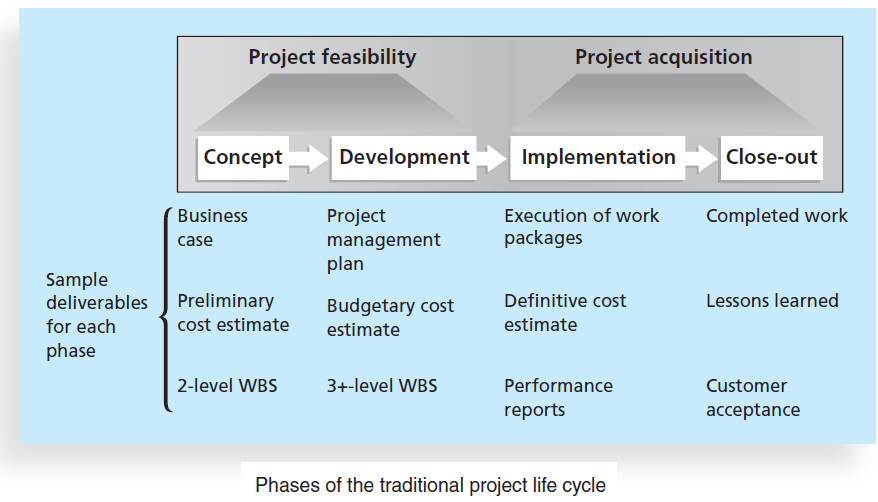 Project feasibility
Project acquisition
Concept
Development
Implementation
Close-out
Sample
deliverables
for each
phase
Business
case
Project
management
plan
Execution of work
packages
Completed work
Preliminary
cost estimate
Budgetary cost
estimate
Definitive cost
estimate
Lessons learned
2-level WBS
3+-level WBS
Performance
reports
Customer
acceptance
Phases of the traditional project life cycle